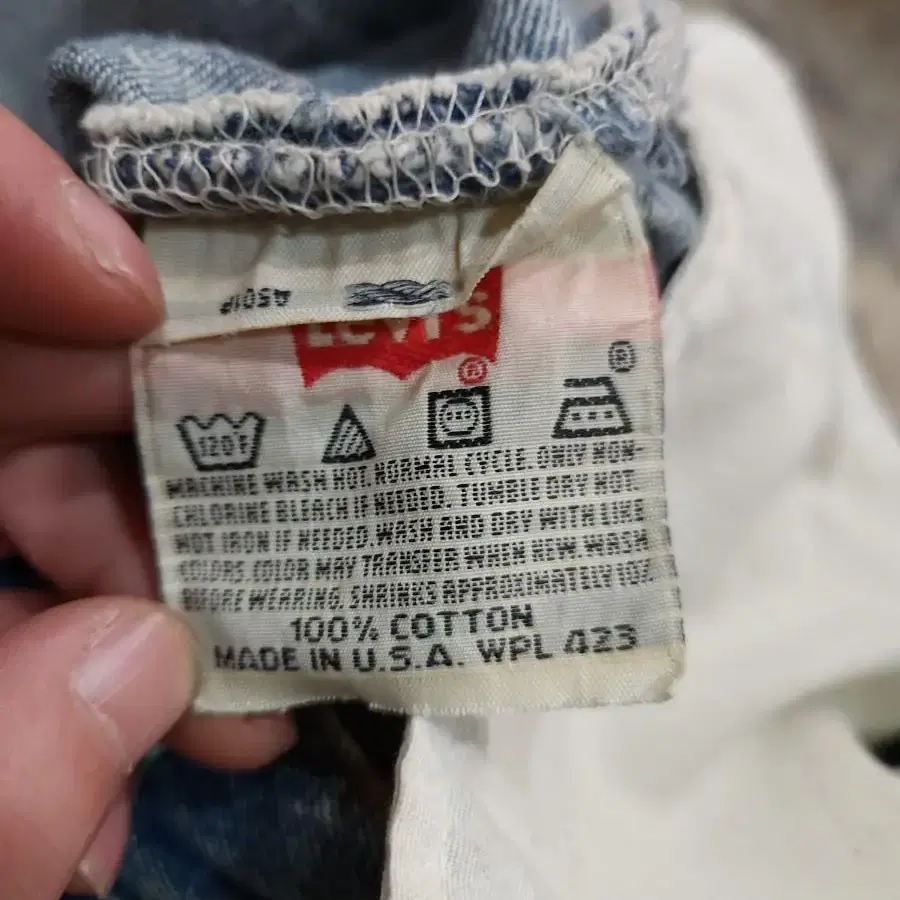 A501P
LEVI'S
®
®
120°F
MACHINE WASH HOT. NORMAL CYCLE. ONLY NON-
CHLORINE BLEACH IF NEEDED. TUMBLE DRY HOT.
HOT IRON IF NEEDED WASH AND DRY WITH LIKE
COLORS. COLOR MAY TRANSFER WHEN NEW WASH
BEFORE WEARING. SHRINKS APPROXIMATELY 10%
100% COTTON
MADE IN U.S.A. WPL 423